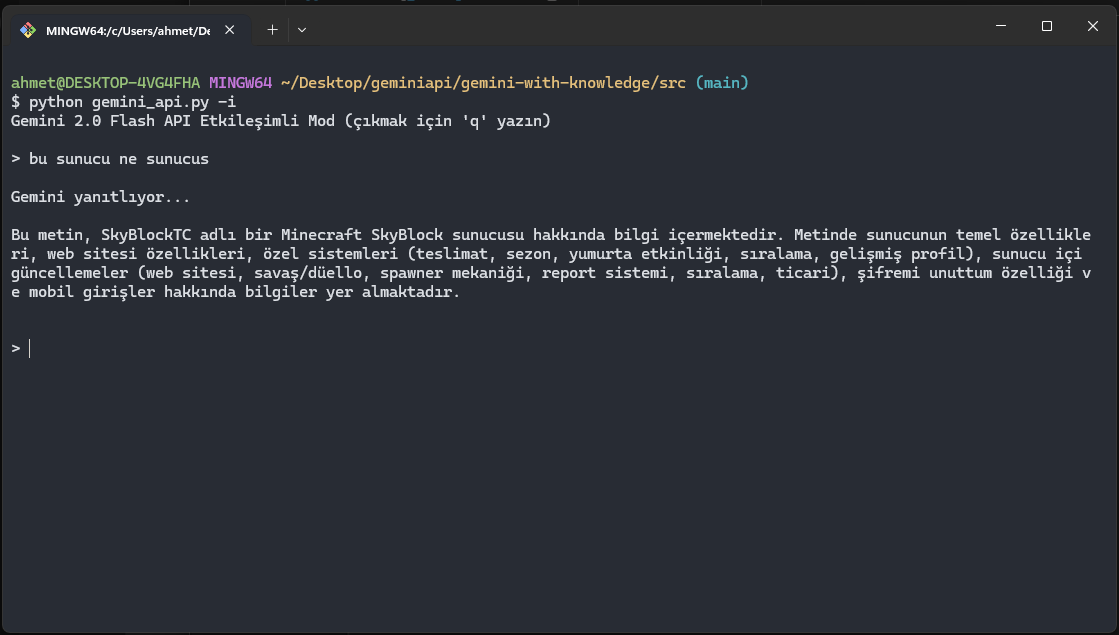 MINGW64:/c/Users/ahmet/De
ahmet@DESKTOP-4VG4FHA MINGW64 ~/Desktop/geminiapi/gemini-with-knowledge/src (main)
$ python gemini_api.py -i
Gemini 2.0 Flash API Etkileşimli Mod (çıkmak için 'q' yazın)
> bu sunucu ne sunucus
Gemini yanıtlıyor...
Bu metin, SkyBlockTC adlı bir Minecraft SkyBlock sunucusu hakkında bilgi içermektedir. Metinde sunucunun temel özellikle
ri, web sitesi özellikleri, özel sistemleri (teslimat, sezon, yumurta etkinliği, sıralama, gelişmiş profil), sunucu içi
güncellemeler (web sitesi, savaş/düello, spawner mekaniği, report sistemi, sıralama, ticari), şifremi unuttum özelliği v
e mobil girişler hakkında bilgiler yer almaktadır.
>